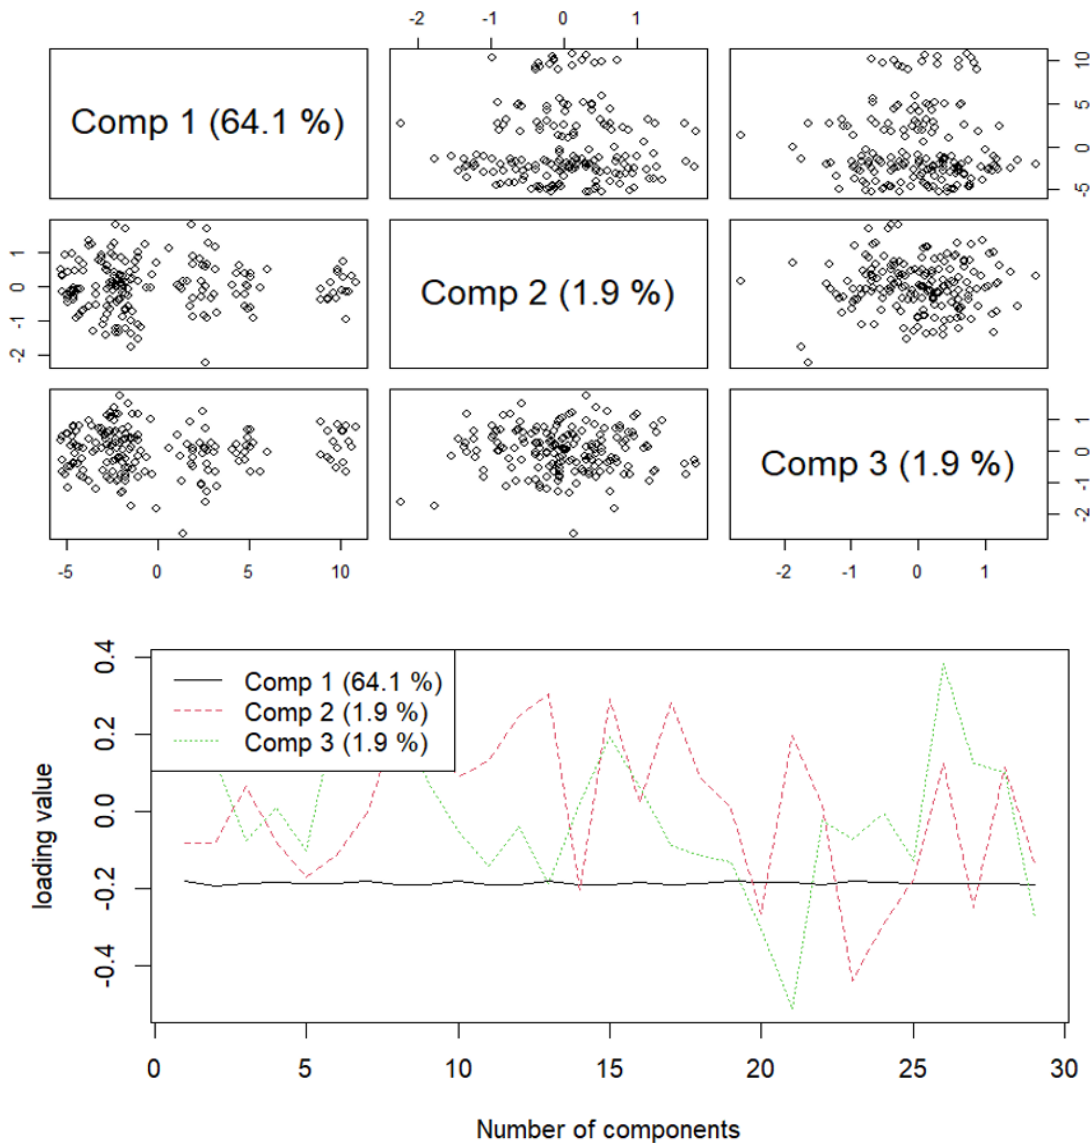 -2 -1 0 1
Comp 1 (64.1 %)
-5 0 5 10
-2 -1 0 1
Comp 2 (1.9 %)
Comp 3 (1.9 %)
-2 -1 0 1
-5 0 5 10
-2 -1 0 1
Comp 1 (64.1 %)
Comp 2 (1.9 %)
Comp 3 (1.9 %)
loading value
-0.4 -0.2 0.0 0.2 0.4
0 5 10 15 20 25 30
Number of components